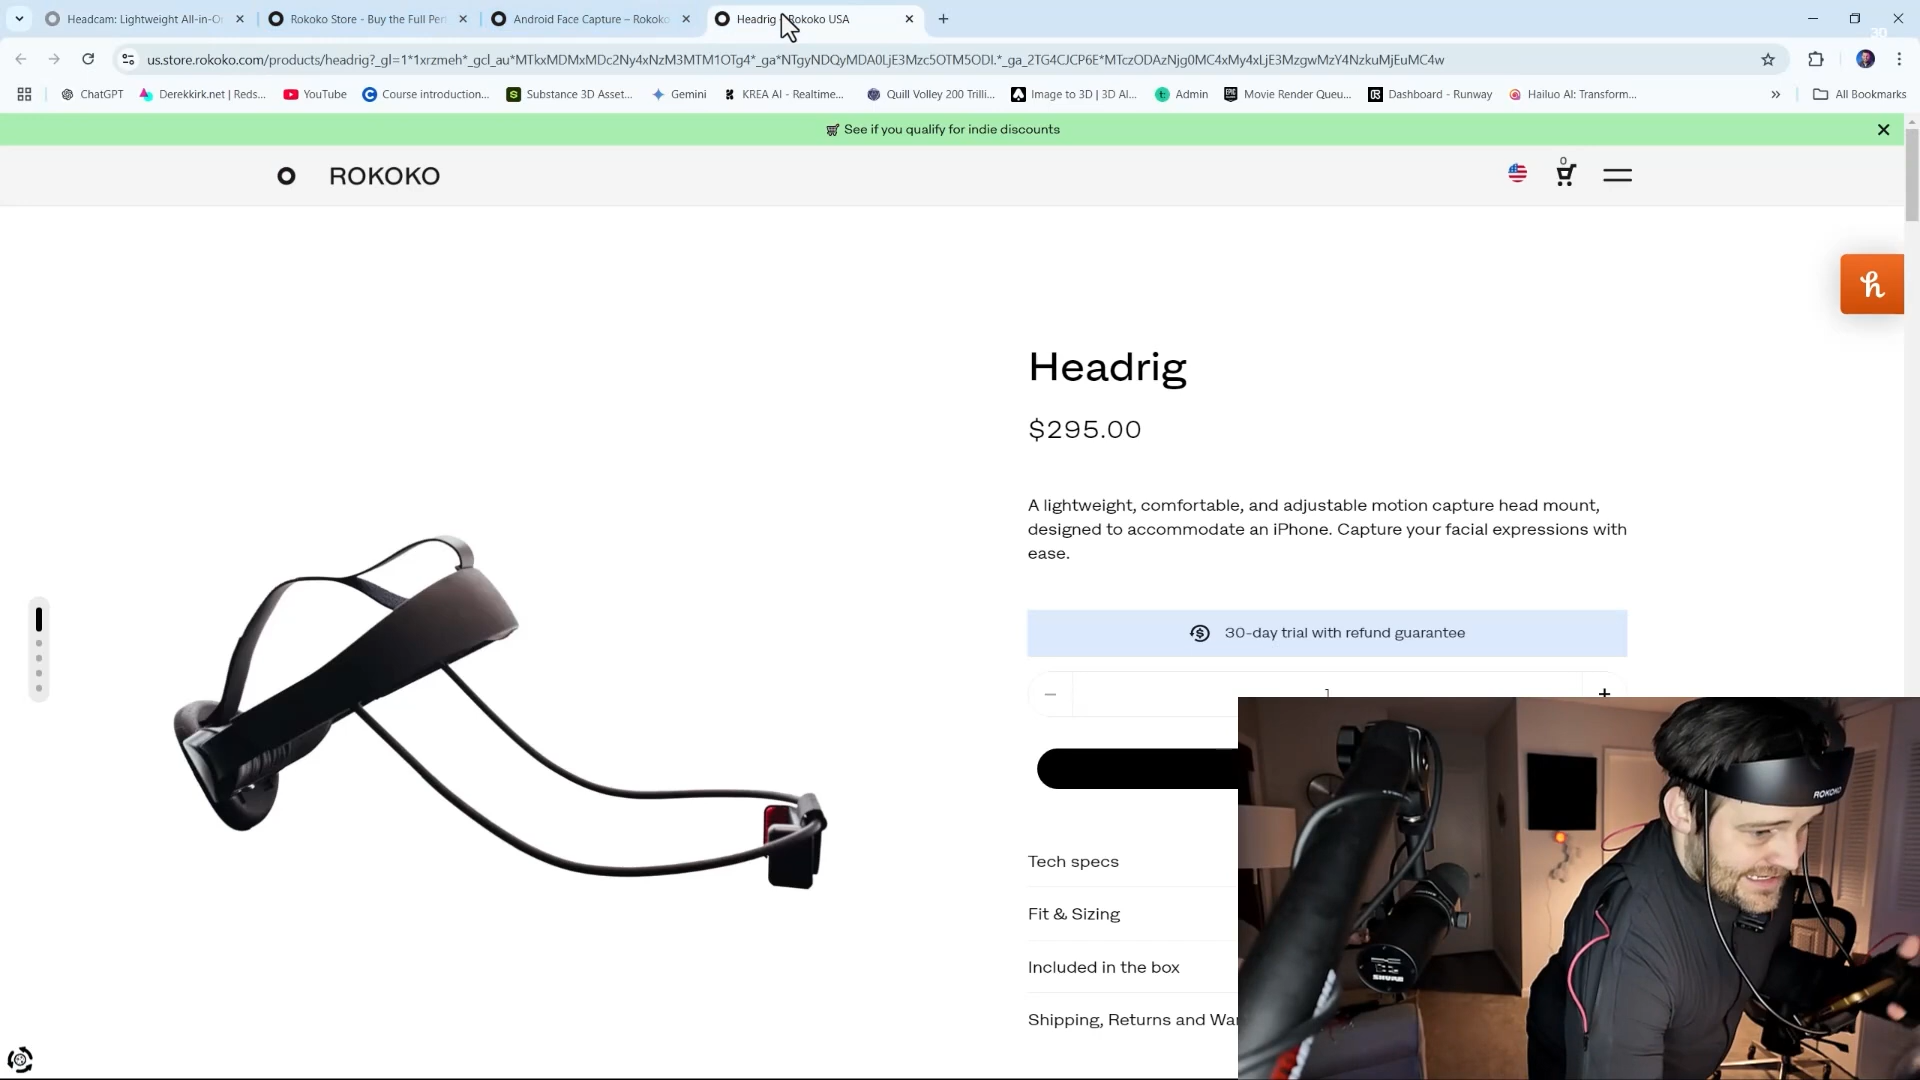 Headcam: Lightweight All-in-O
Rokoko Store - Buy the Full Per
Android Face Capture – Rokoko
Headrig – Rokoko USA
us.store.rokoko.com/products/headrig?_gl=1*1xrzmeh*_gcl_au*MTkxMDMxMDc2Ny4xNzM3MTM1OTg4*_ga*NTgyNDQyMDA0LjE3Mzc5OTM5ODI.*_ga_2TG4CJCP6E*MTczODAzNjg0MC4xMy4xLjE3MzgwMzY4NzkuMjEuMC4w
ChatGPT
Derekkirk.net | Reds...
YouTube
Course introduction...
Substance 3D Asset...
Gemini
KREA AI - Realtime...
Quill Volley 200 Trilli...
Image to 3D | 3D AI...
Admin
Movie Render Queu...
Dashboard - Runway
Hailuo AI: Transform...
All Bookmarks
See if you qualify for indie discounts
ROKOKO
0
Headrig
$295.00
A lightweight, comfortable, and adjustable motion capture head mount,
designed to accommodate an iPhone. Capture your facial expressions with
ease.
30-day trial with refund guarantee
1
Tech specs
Fit & Sizing
Included in the box
Shipping, Returns and War
ROKOKO
SHURE